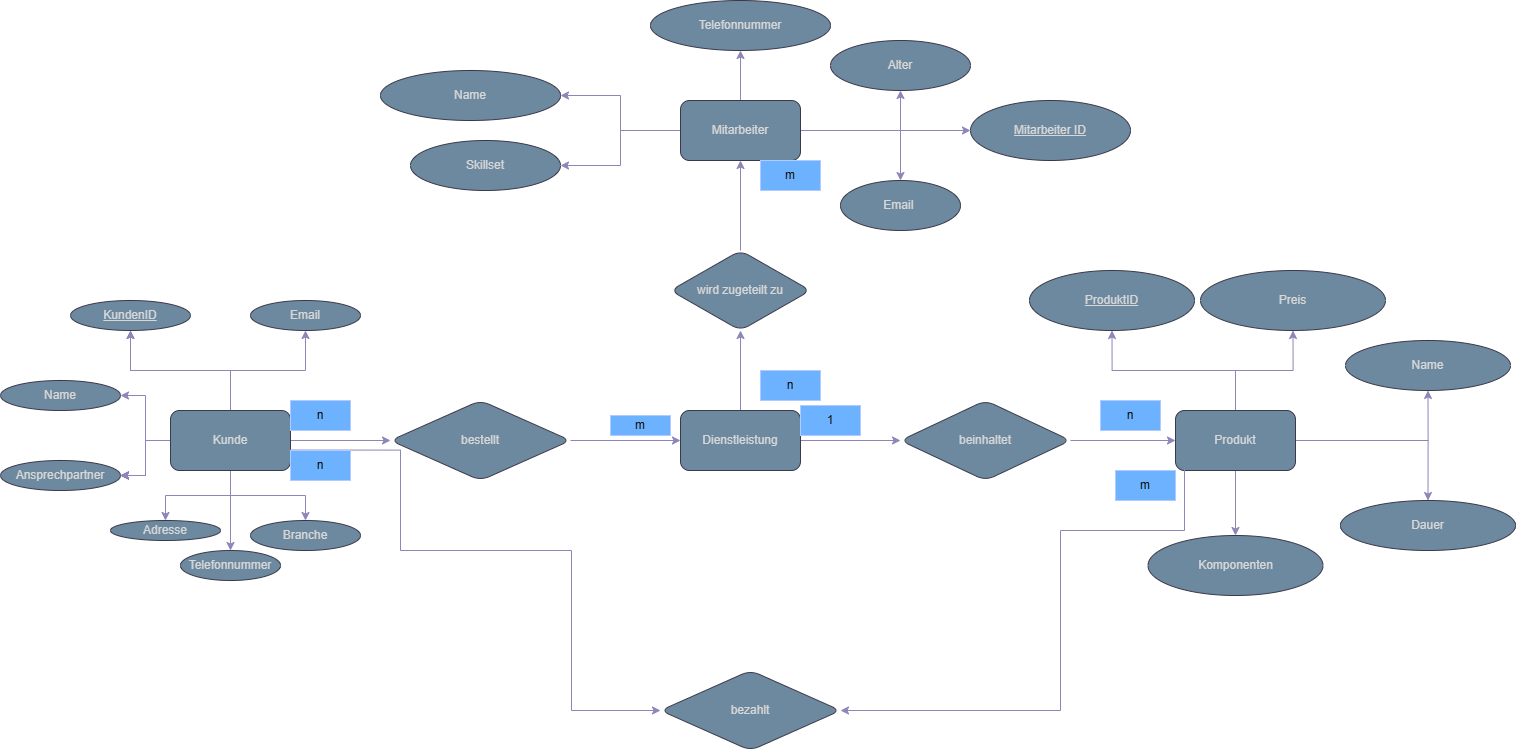 Telefonnummer
Alter
Name
Mitarbeiter
Mitarbeiter ID
Skillset
m
Email
wird zugeteilt zu
KundenID
Email
ProduktID
Preis
Name
Name
n
n
n
1
n
m
Kunde
bestellt
Dienstleistung
beinhaltet
Produkt
n
Ansprechpartner
m
Adresse
Branche
Dauer
Telefonnummer
Komponenten
bezahlt